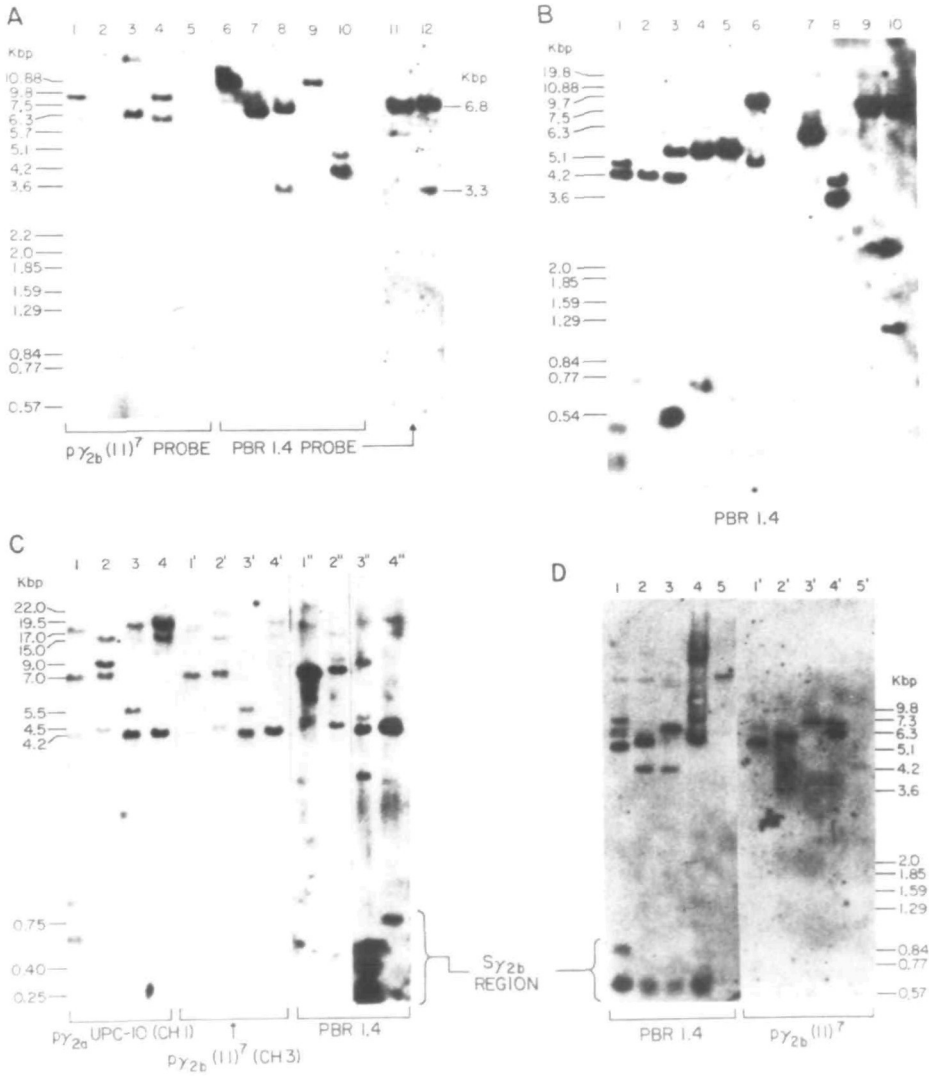 A
1 2 3 4 5 6 7 8 9 10 11 12
Kbp
10.88
9.8
7.5
6.3
5.7
5.1
4.2
3.6
2.2
2.0
1.85
1.59
1.29
0.84
0.77
0.57
Kbp
6.8
3.3
pγ2b(11)7 PROBE
PBR 1.4 PROBE
B
1 2 3 4 5 6 7 8 9 10
Kbp
19.8
10.88
9.7
7.5
6.3
5.1
4.2
3.6
2.0
1.85
1.59
1.29
0.84
0.77
0.54
PBR 1.4
C
1 2 3 4 1' 2' 3' 4' 1" 2" 3" 4"
Kbp
22.0
19.5
17.0
15.0
9.0
7.0
5.5
4.5
4.2
0.75
0.40
0.25
pγ2a UPC-10 (CH1)
pγ2b(11)7 (CH3)
PBR 1.4
Sγ2b
REGION
D
1 2 3 4 5 1' 2' 3' 4' 5'
Kbp
9.8
7.3
6.3
5.1
4.2
3.6
2.0
1.85
1.59
1.29
0.84
0.77
0.57
PBR 1.4
pγ2b(11)7